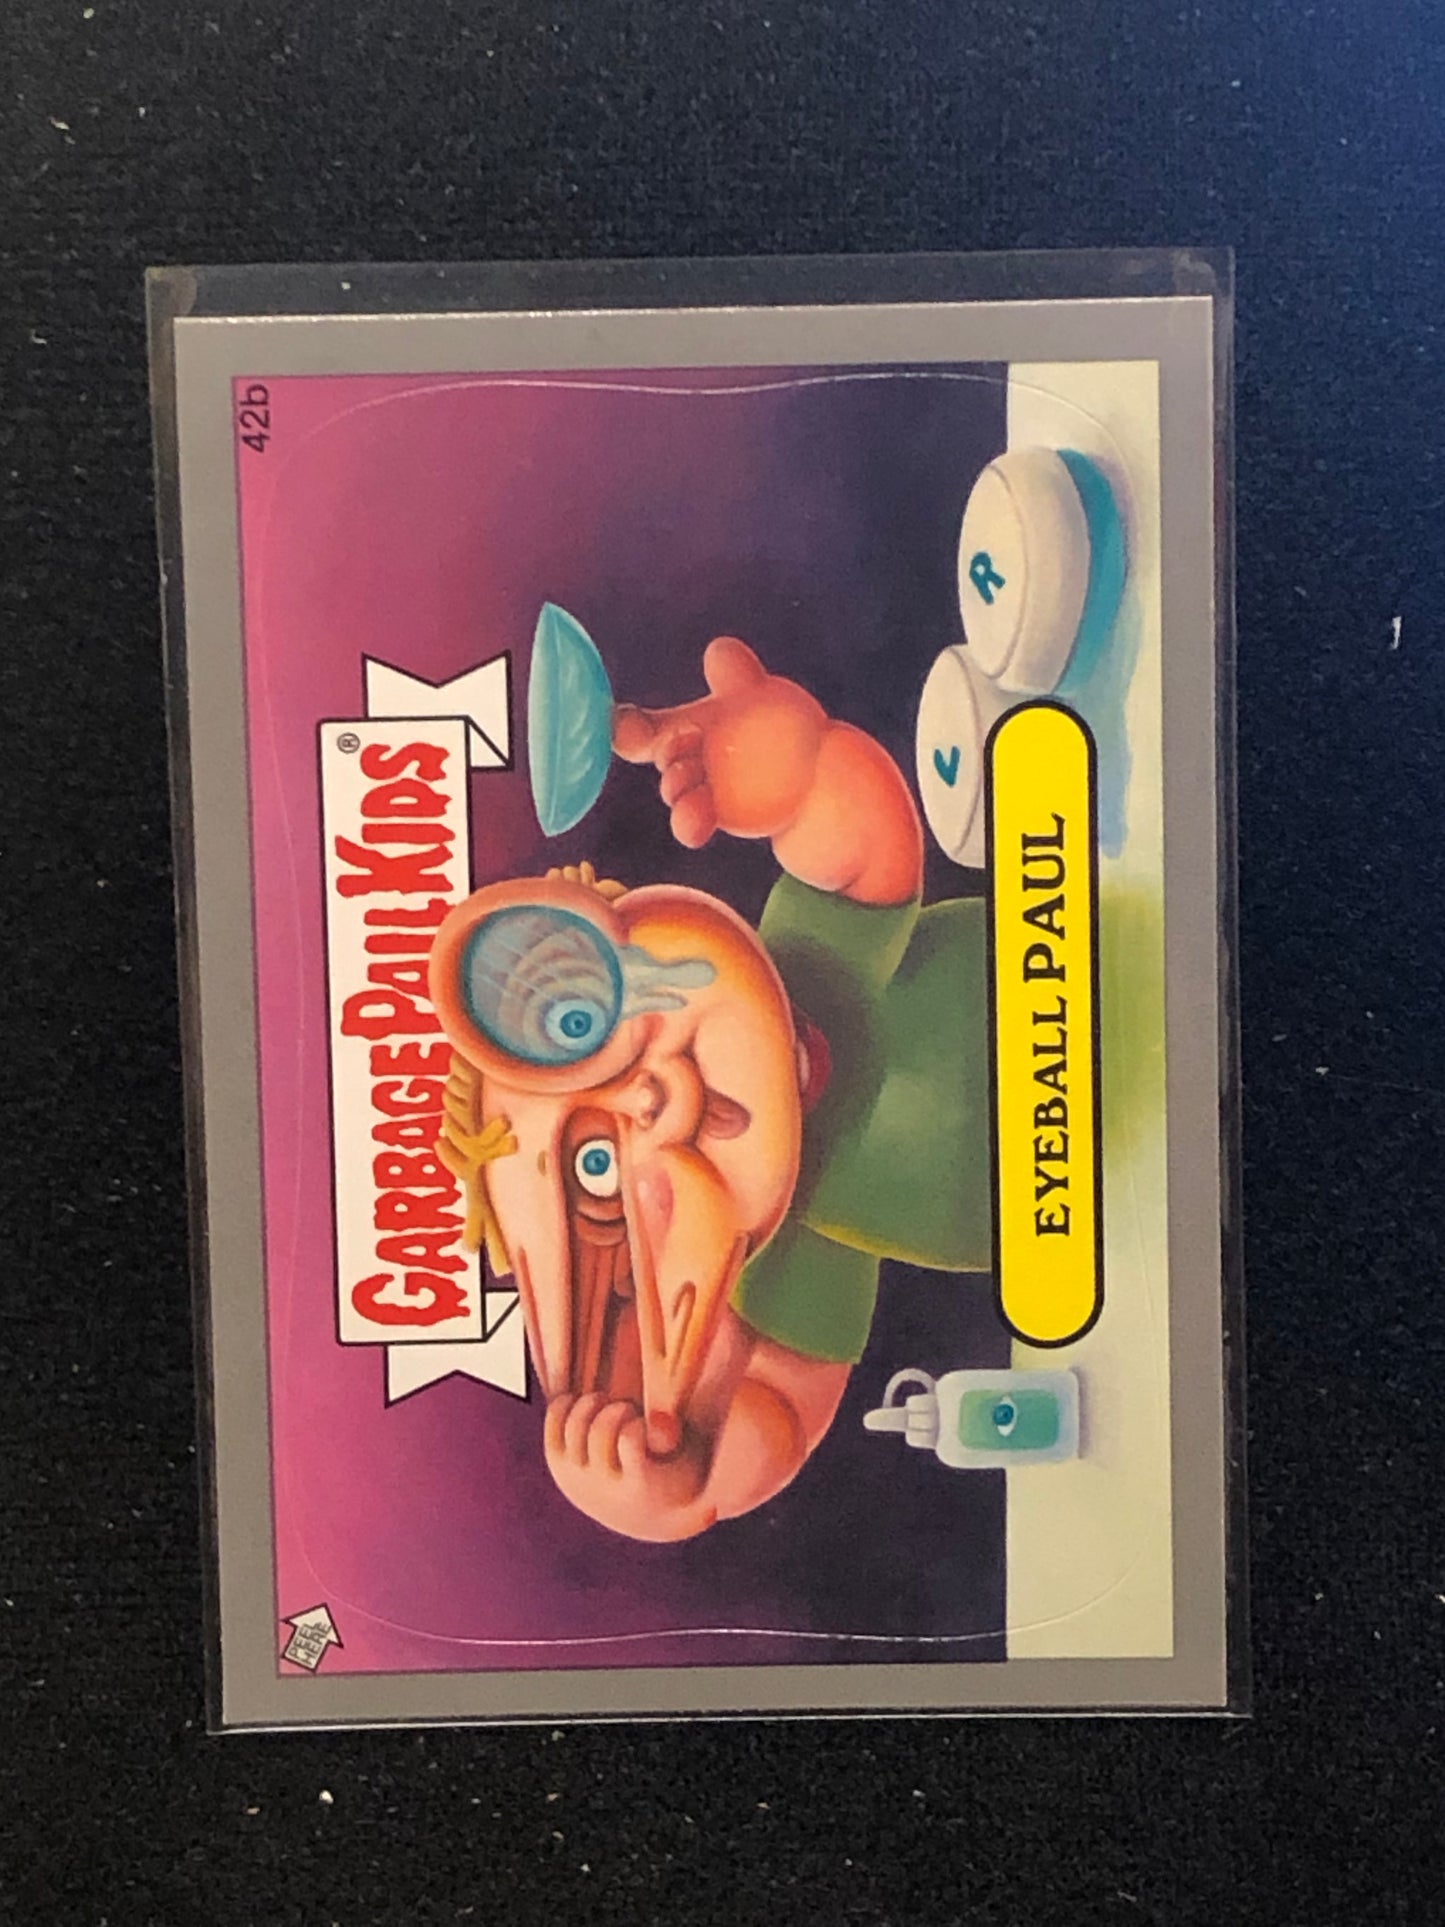 PEEL
HERE
42b
GARBAGE PAIL KIDS®
L
R
EYEBALL PAUL